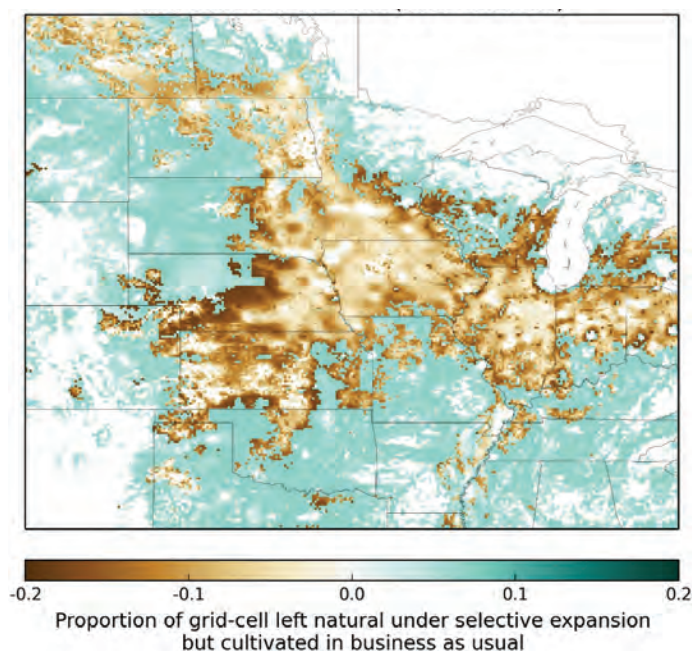 -0.2
-0.1
0.0
0.1
0.2
Proportion of grid-cell left natural under selective expansion
but cultivated in business as usual